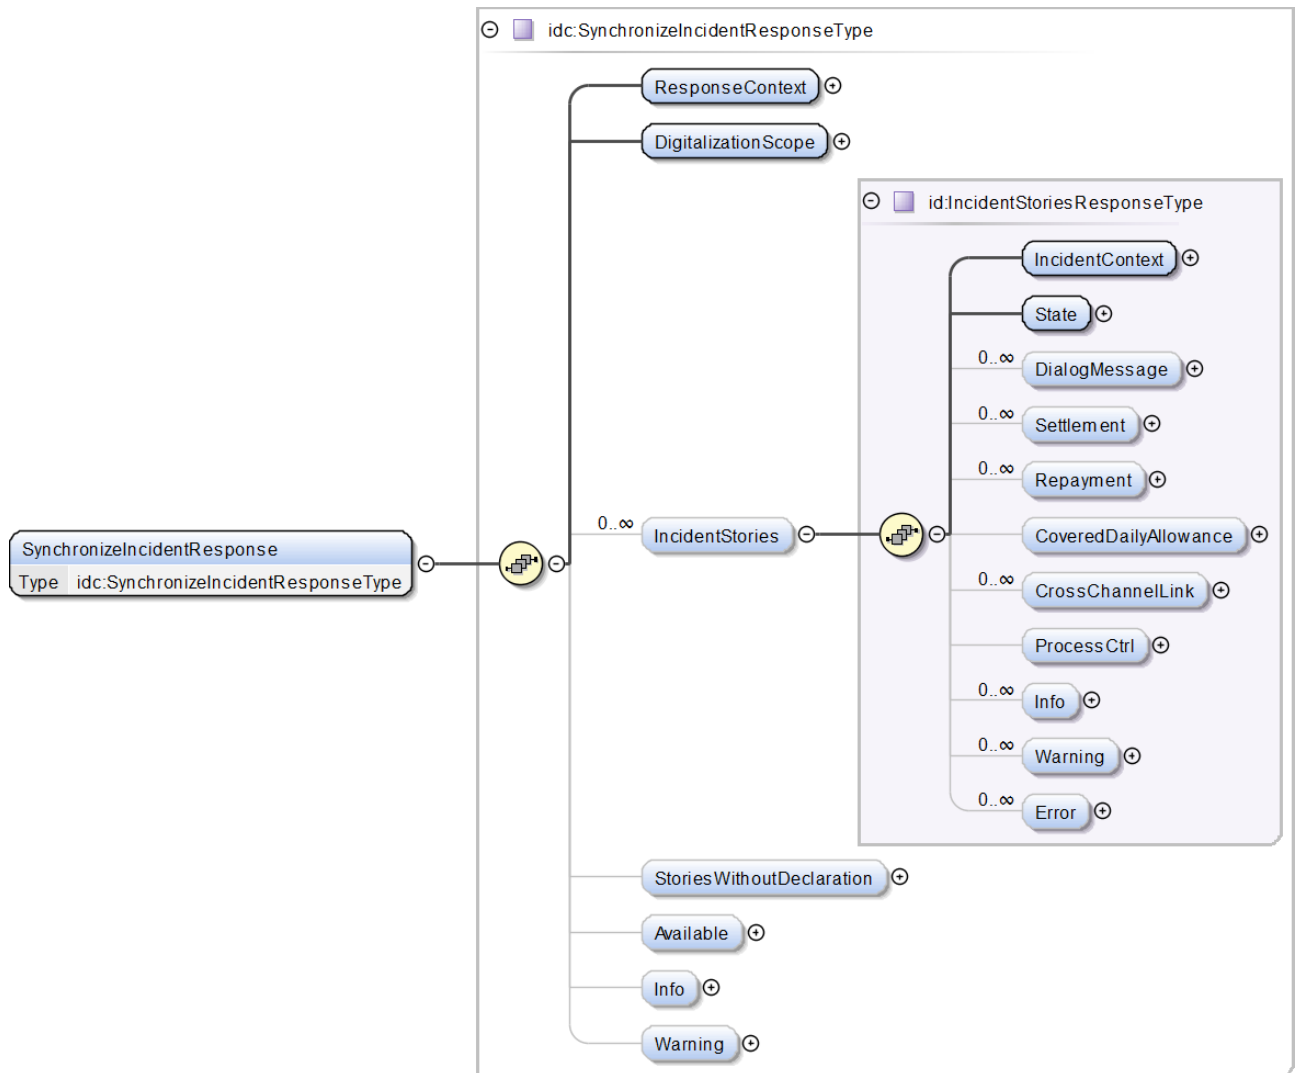 idc:SynchronizeIncidentResponseType
ResponseContext
DigitalizationScope
id:IncidentStoriesResponseType
IncidentContext
State
0..∞
DialogMessage
0..∞
Settlement
0..∞
Repayment
SynchronizeIncidentResponse
Type idc:SynchronizeIncidentResponseType
0..∞
IncidentStories
CoveredDailyAllowance
0..∞
CrossChannelLink
ProcessCtrl
0..∞
Info
0..∞
Warning
0..∞
Error
StoriesWithoutDeclaration
Available
Info
Warning